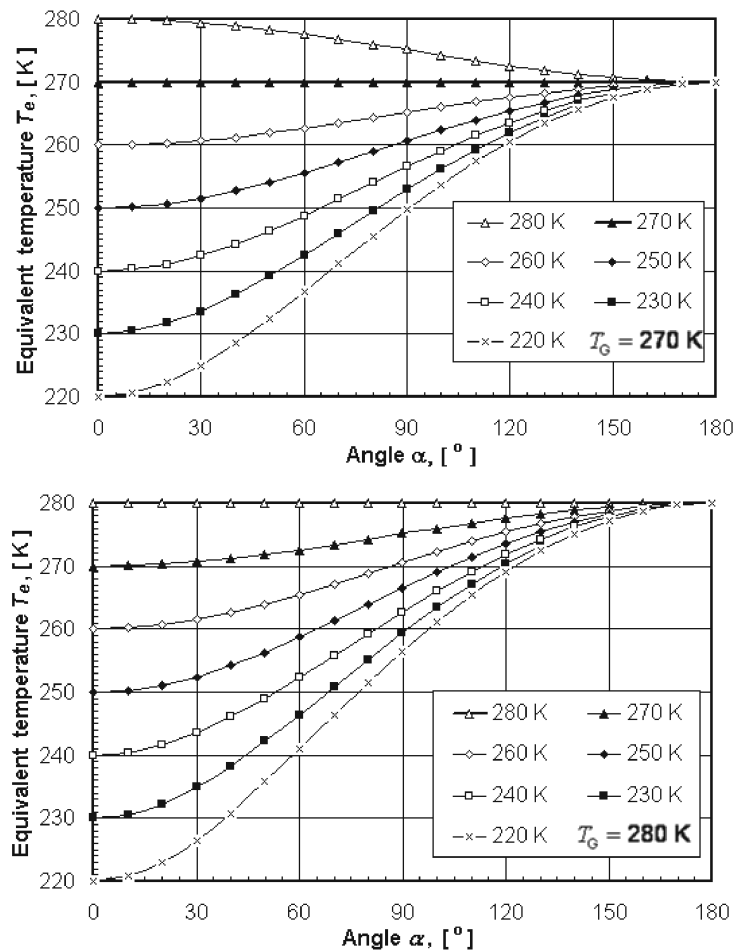 Equivalent temperature Te, [K]
280
270
260
250
240
230
220
280 K 270 K
260 K 250 K
240 K 230 K
220 K TG = 270 K
0 30 60 90 120 150 180
Angle α, [°]
Equivalent temperature Te, [K]
280
270
260
250
240
230
220
280 K 270 K
260 K 250 K
240 K 230 K
220 K TG = 280 K
0 30 60 90 120 150 180
Angle α, [°]